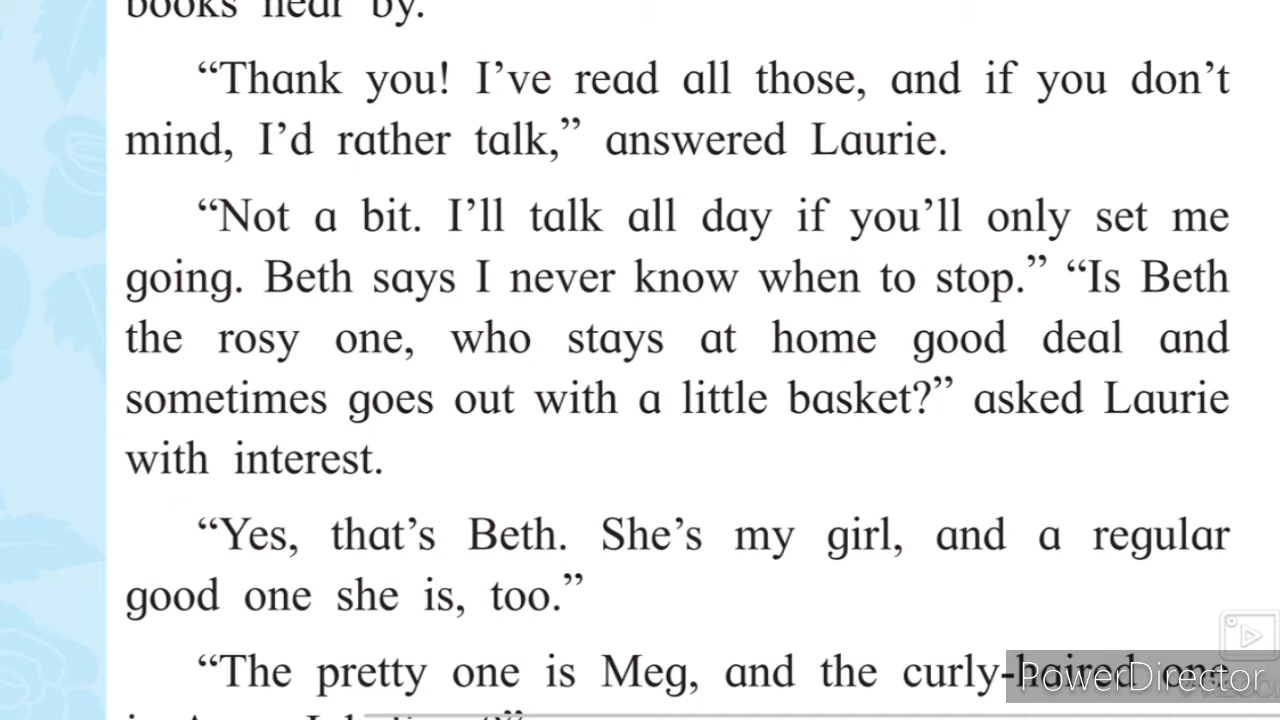 books near by.
“Thank you! I’ve read all those, and if you don’t
mind, I’d rather talk,” answered Laurie.
“Not a bit. I’ll talk all day if you’ll only set me
going. Beth says I never know when to stop.” “Is Beth
the rosy one, who stays at home good deal and
sometimes goes out with a little basket?” asked Laurie
with interest.
“Yes, that’s Beth. She’s my girl, and a regular
good one she is, too.”
“The pretty one is Meg, and the curly-haired one
PowerDirector